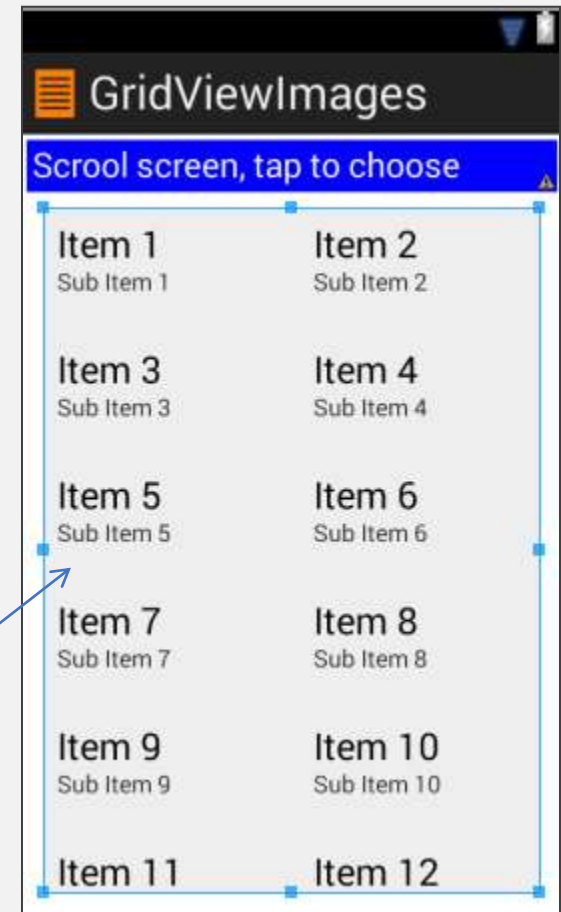 GridViewImages
Scrool screen, tap to choose
Item 1 Item 2
Sub Item 1 Sub Item 2
Item 3 Item 4
Sub Item 3 Sub Item 4
Item 5 Item 6
Sub Item 5 Sub Item 6
Item 7 Item 8
Sub Item 7 Sub Item 8
Item 9 Item 10
Sub Item 9 Sub Item 10
Item 11 Item 12